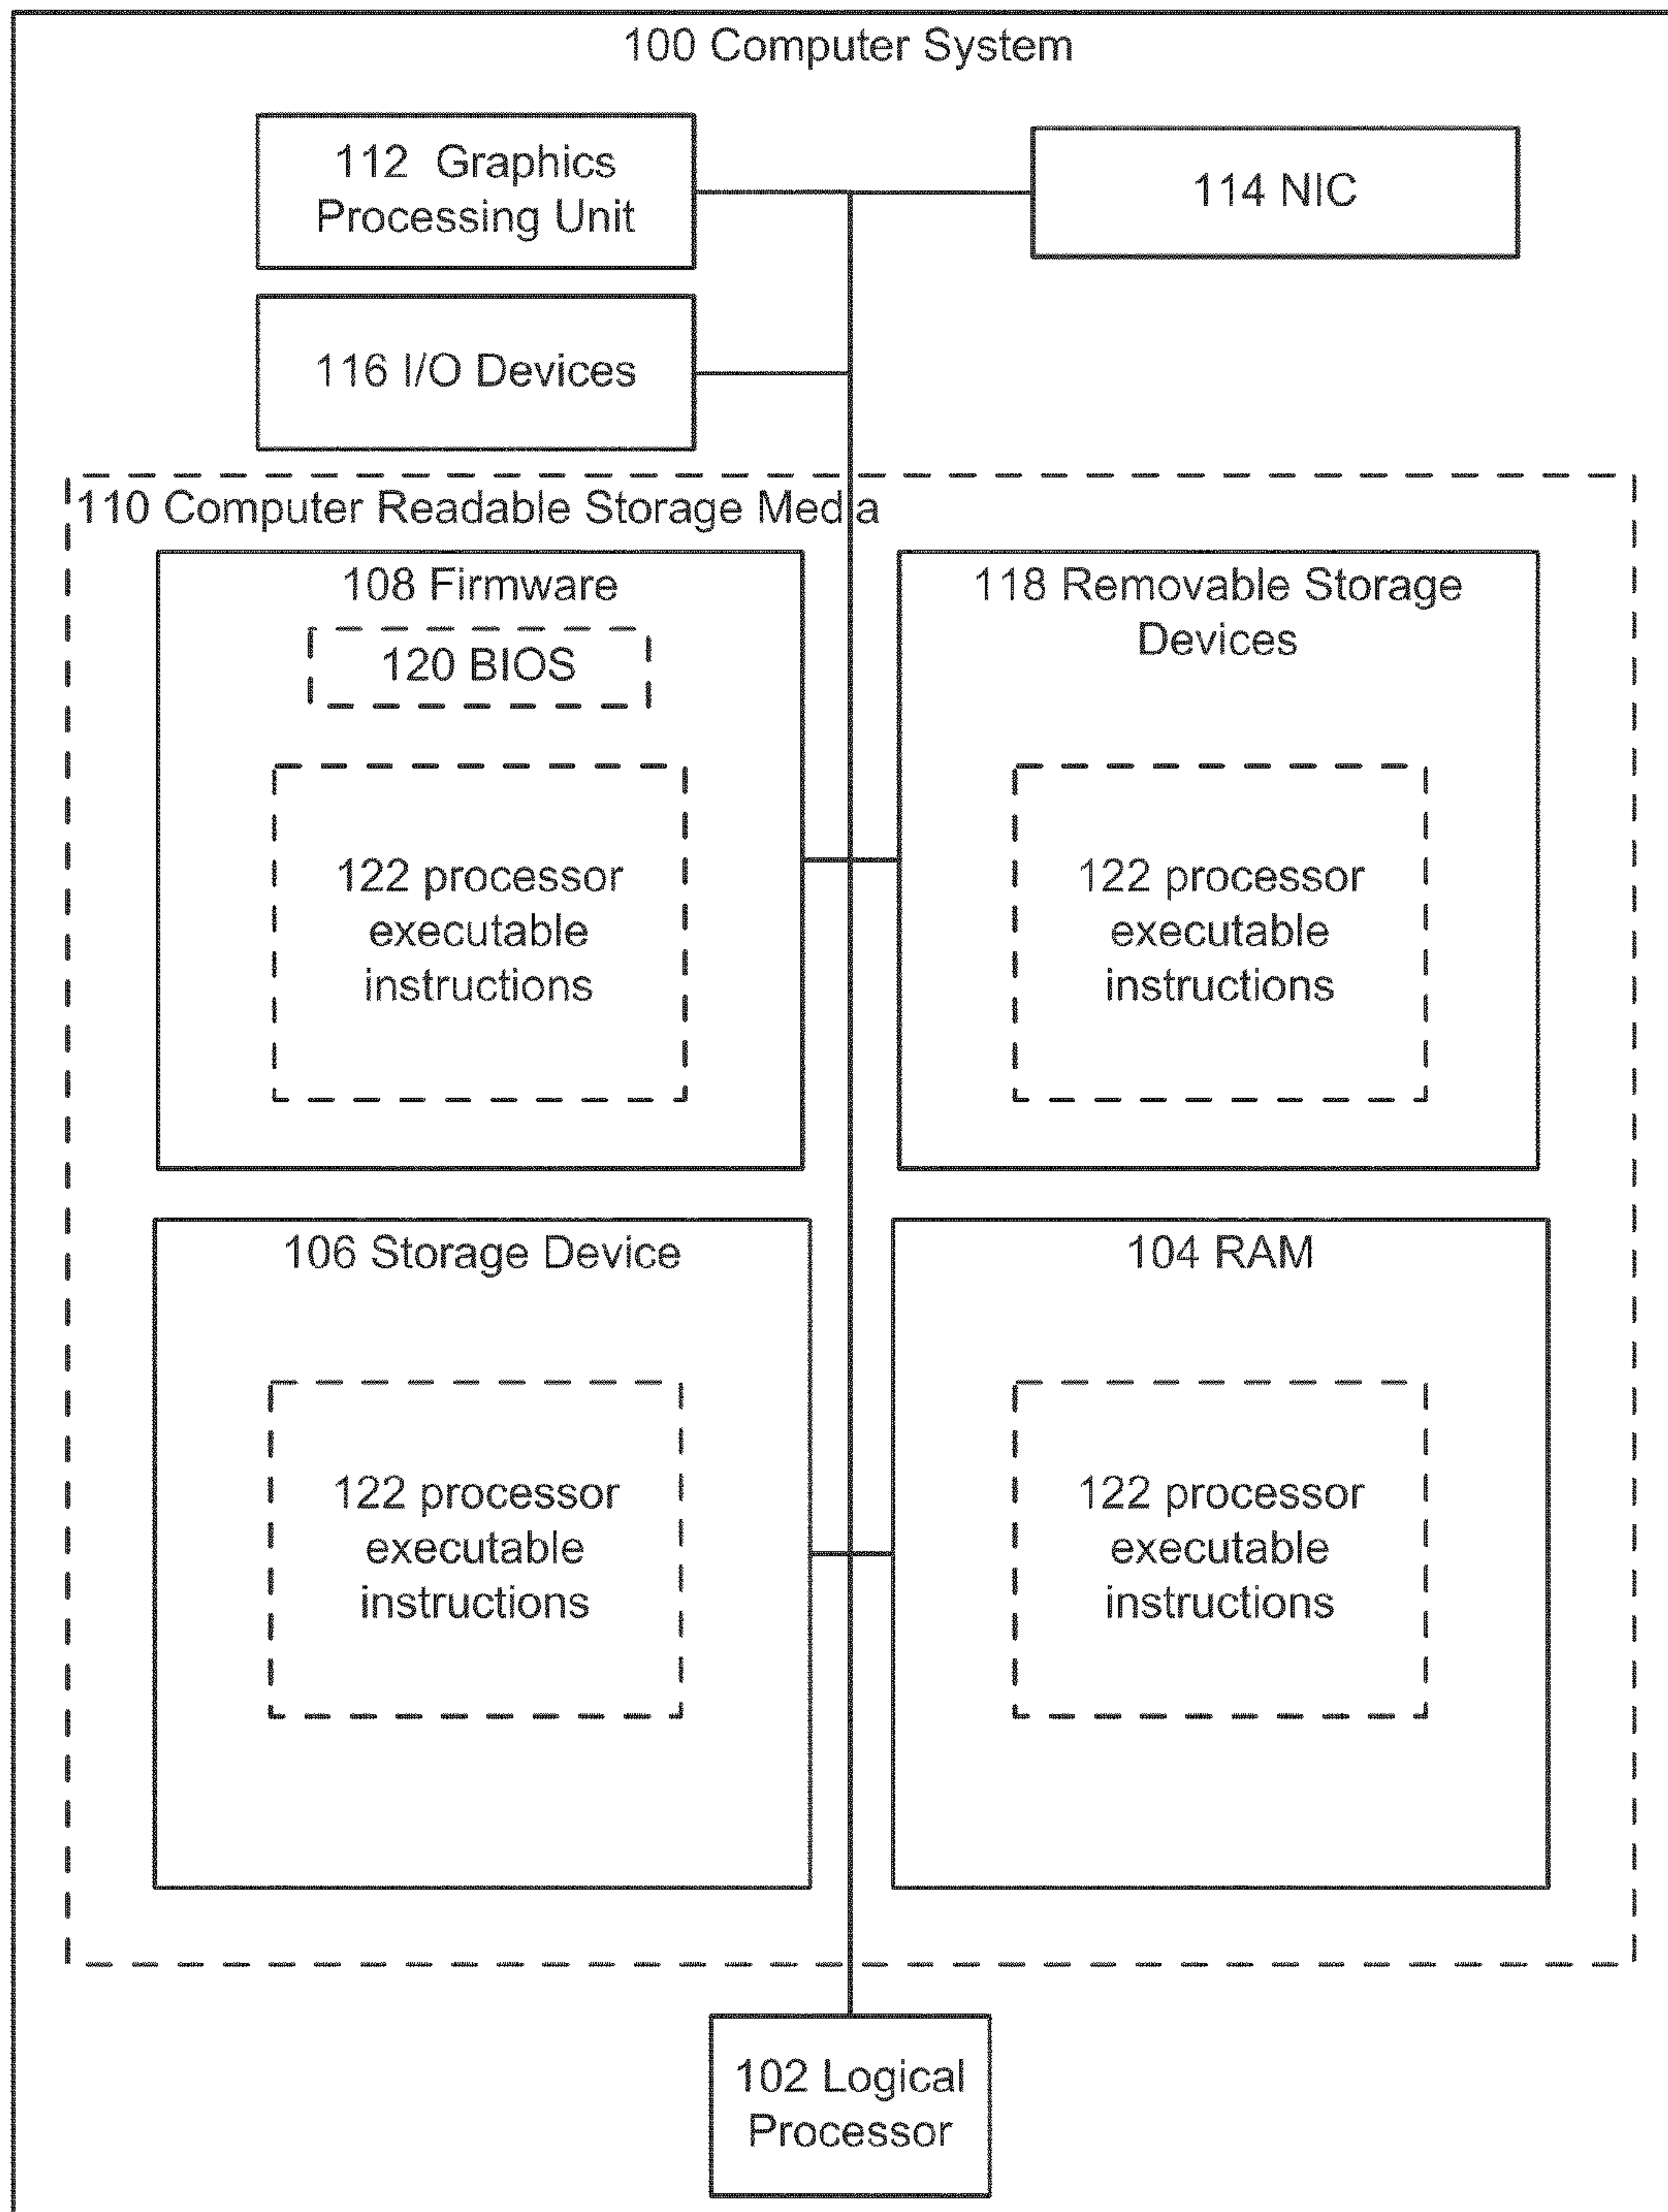 100 Computer System
112 Graphics
Processing Unit
114 NIC
116 I/O Devices
110 Computer Readable Storage Media
108 Firmware
120 BIOS
122 processor
executable
instructions
118 Removable Storage
Devices
122 processor
executable
instructions
106 Storage Device
122 processor
executable
instructions
104 RAM
122 processor
executable
instructions
102 Logical
Processor